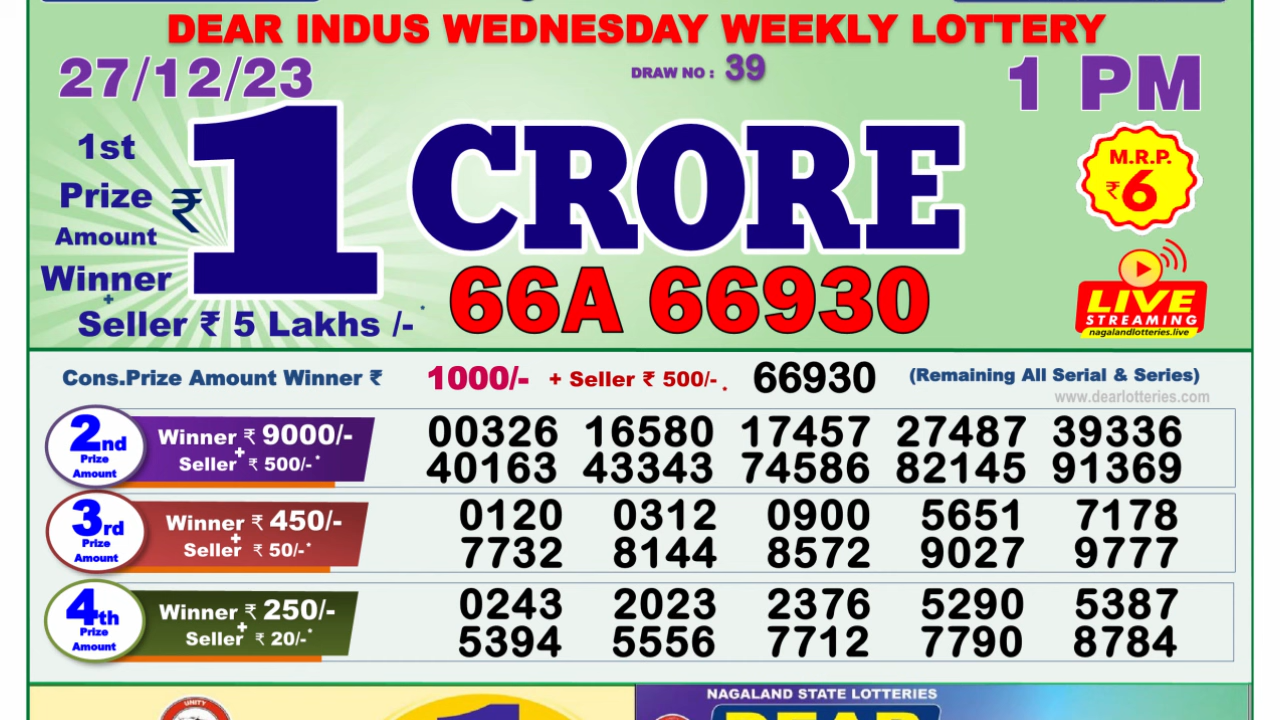 DEAR INDUS WEDNESDAY WEEKLY LOTTERY
27/12/23
DRAW NO : 39
1 PM
1st
Prize
Amount
Winner
+
Seller ₹ 5 Lakhs /-*
₹ 1 CRORE
66A 66930
M.R.P.
₹6
LIVE
STREAMING
nagalandlotteries.live
Cons.Prize Amount Winner ₹ 1000/- + Seller ₹ 500/- . 66930 (Remaining All Serial & Series)
www.dearlotteries.com
2nd
Prize
Amount
Winner ₹ 9000/-
+
Seller ₹ 500/-*
00326 16580 17457 27487 39336
40163 43343 74586 82145 91369
3rd
Prize
Amount
Winner ₹ 450/-
+
Seller ₹ 50/-*
0120 0312 0900 5651 7178
7732 8144 8572 9027 9777
4th
Prize
Amount
Winner ₹ 250/-
+
Seller ₹ 20/-*
0243 2023 2376 5290 5387
5394 5556 7712 7790 8784
UNITY
1
NAGALAND STATE LOTTERIES
DEAR